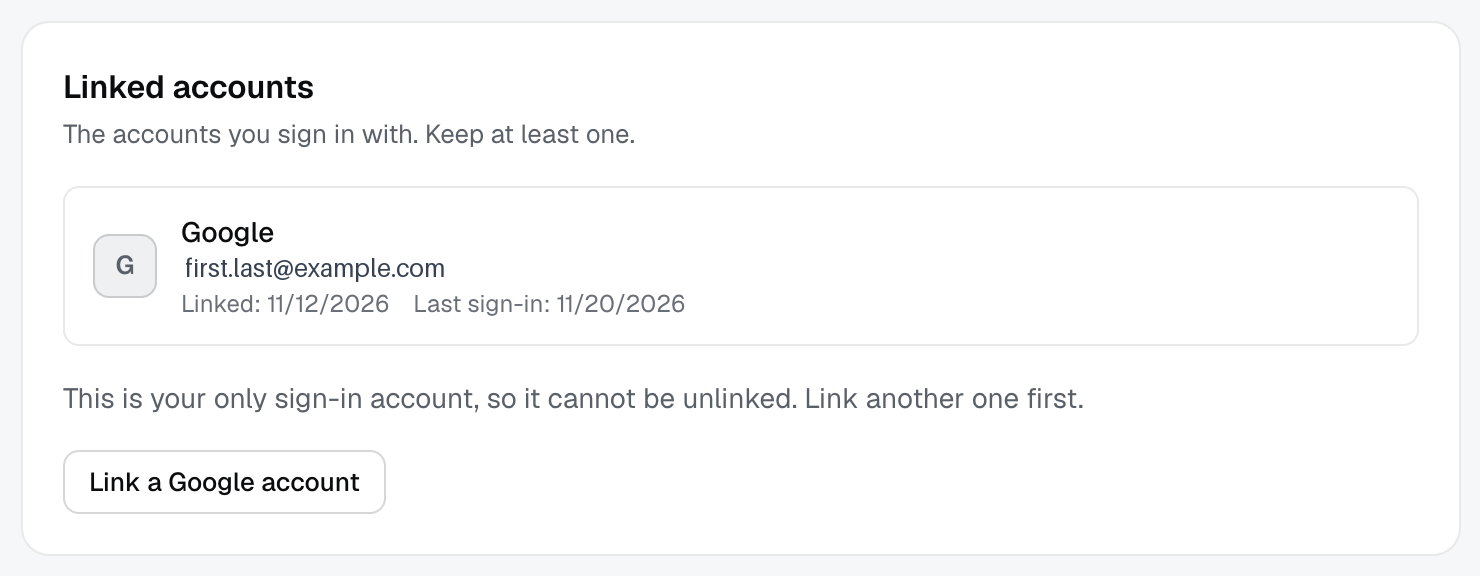 Linked accounts
The accounts you sign in with. Keep at least one.
G
Google
first.last@example.com
Linked: 11/12/2026 Last sign-in: 11/20/2026
This is your only sign-in account, so it cannot be unlinked. Link another one first.
Link a Google account